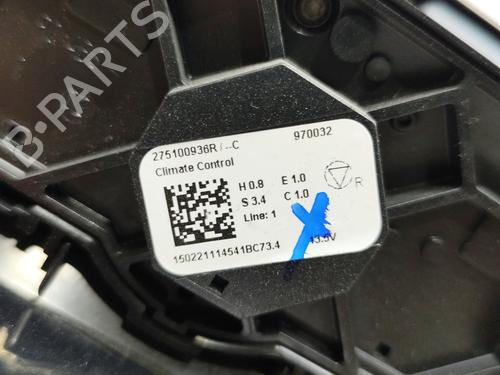 B-PARTS
275100936R / --C 970032
Climate Control
H 0.8 E 1.0
S 3.4 C 1.0
R
Line: 1
13.5V
150221114541BC73.4